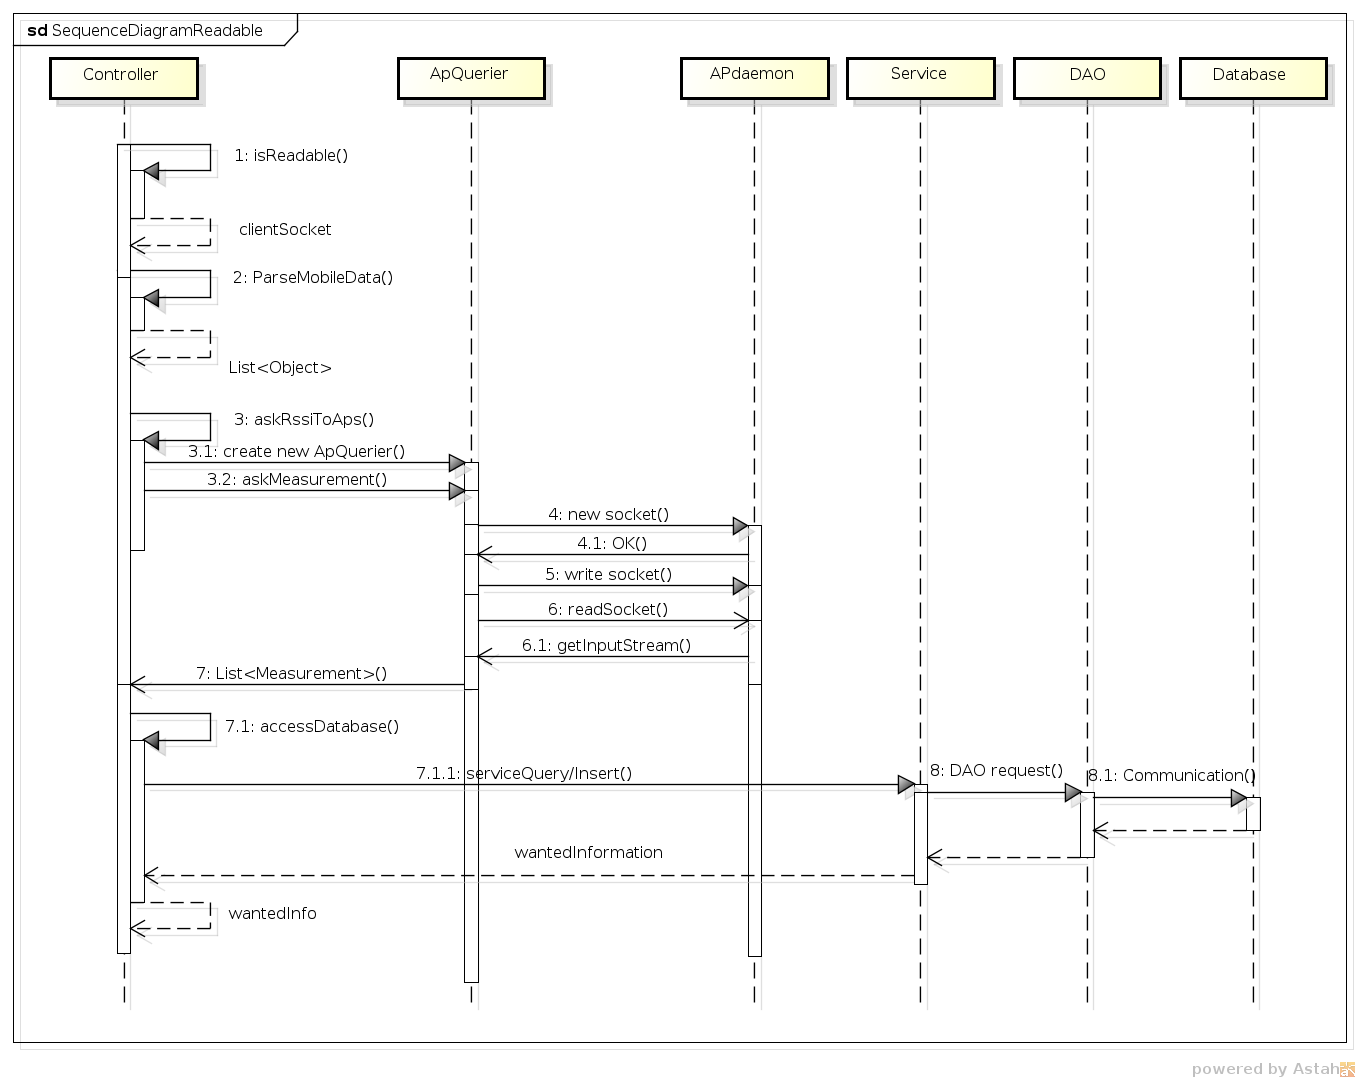 sd SequenceDiagramReadable
Controller
ApQuerier
APdaemon
Service
DAO
Database
1: isReadable()
clientSocket
2: ParseMobileData()
List<Object>
3: askRssiToAps()
3.1: create new ApQuerier()
3.2: askMeasurement()
4: new socket()
4.1: OK()
5: write socket()
6: readSocket()
6.1: getInputStream()
7: List<Measurement>()
7.1: accessDatabase()
7.1.1: serviceQuery/Insert()
8: DAO request()
8.1: Communication()
wantedInformation
wantedInfo
powered by Astah